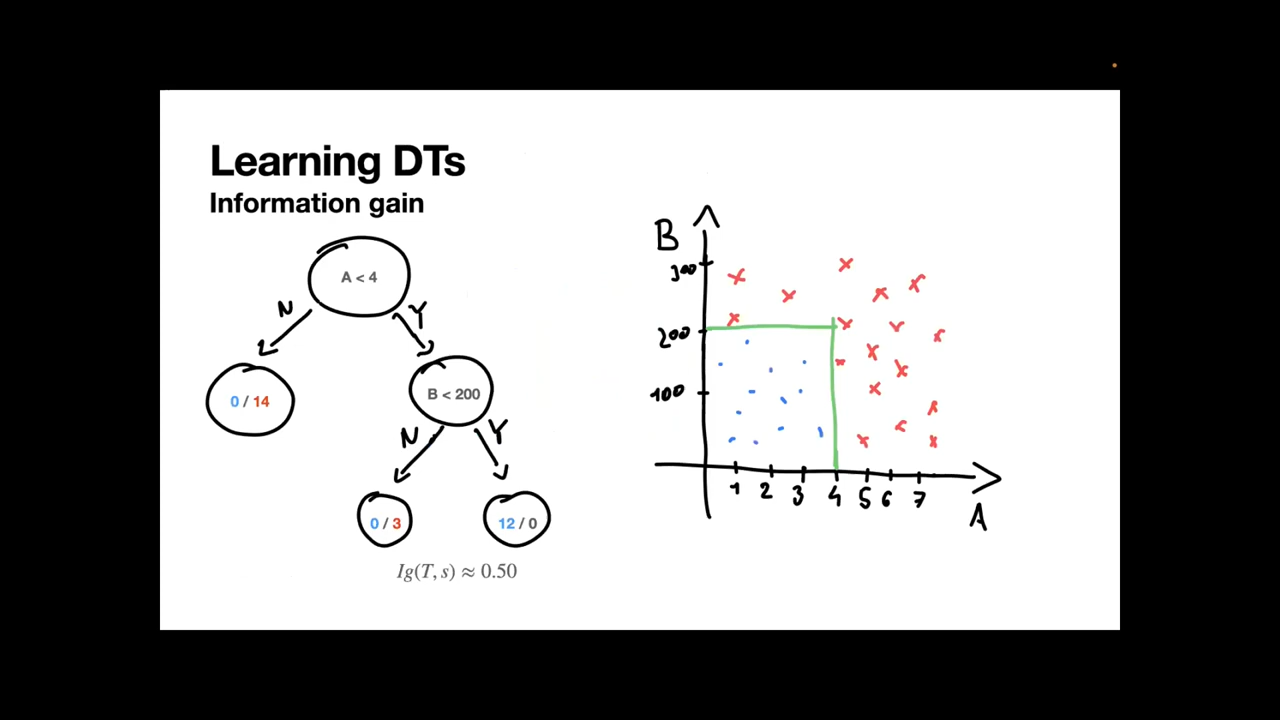 Learning DTs
Information gain
A < 4
N
Y
0 / 14
B < 200
N
Y
0 / 3
12 / 0
Ig(T, s) ≈ 0.50
B
300
200
100
1 2 3 4 5 6 7
A